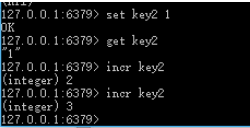 (nil)
127.0.0.1:6379> set key2 1
OK
127.0.0.1:6379> get key2
"1"
127.0.0.1:6379> incr key2
(integer) 2
127.0.0.1:6379> incr key2
(integer) 3
127.0.0.1:6379>